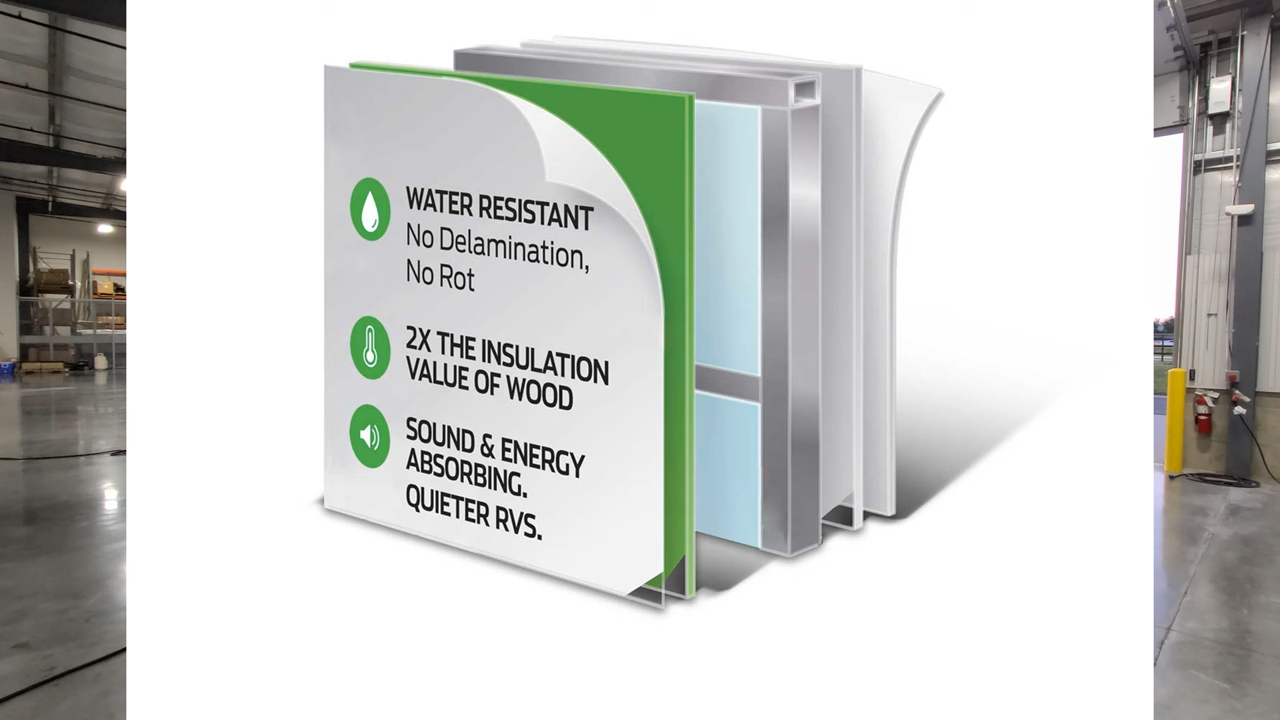 WATER RESISTANT
No Delamination,
No Rot
2X THE INSULATION
VALUE OF WOOD
SOUND & ENERGY
ABSORBING.
QUIETER RVS.